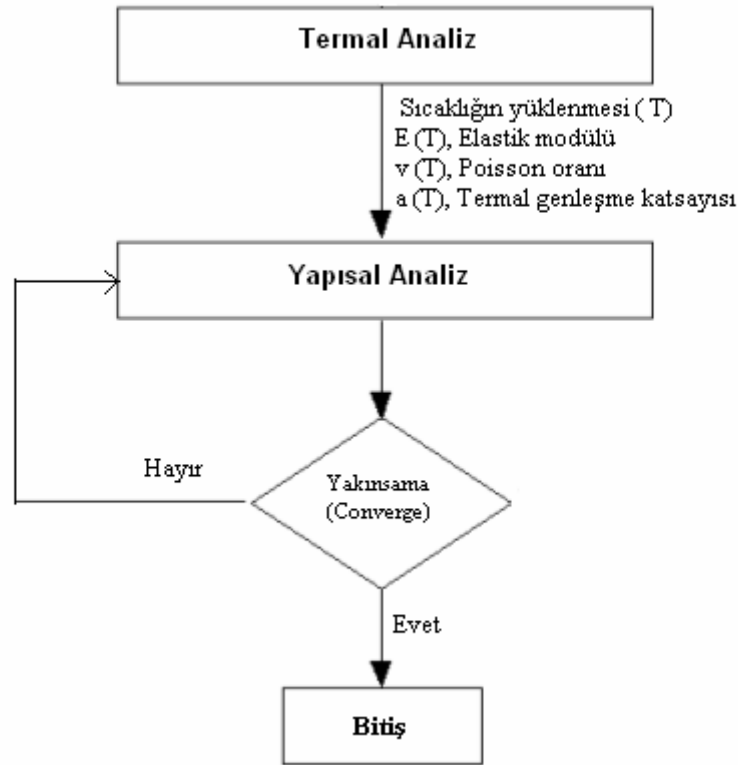 Termal Analiz
Sıcaklığın yüklenmesi ( T)
E (T), Elastik modülü
v (T), Poisson oranı
a (T), Termal genleşme katsayısı
Yapısal Analiz
Hayır
Yakınsama
(Converge)
Evet
Bitiş